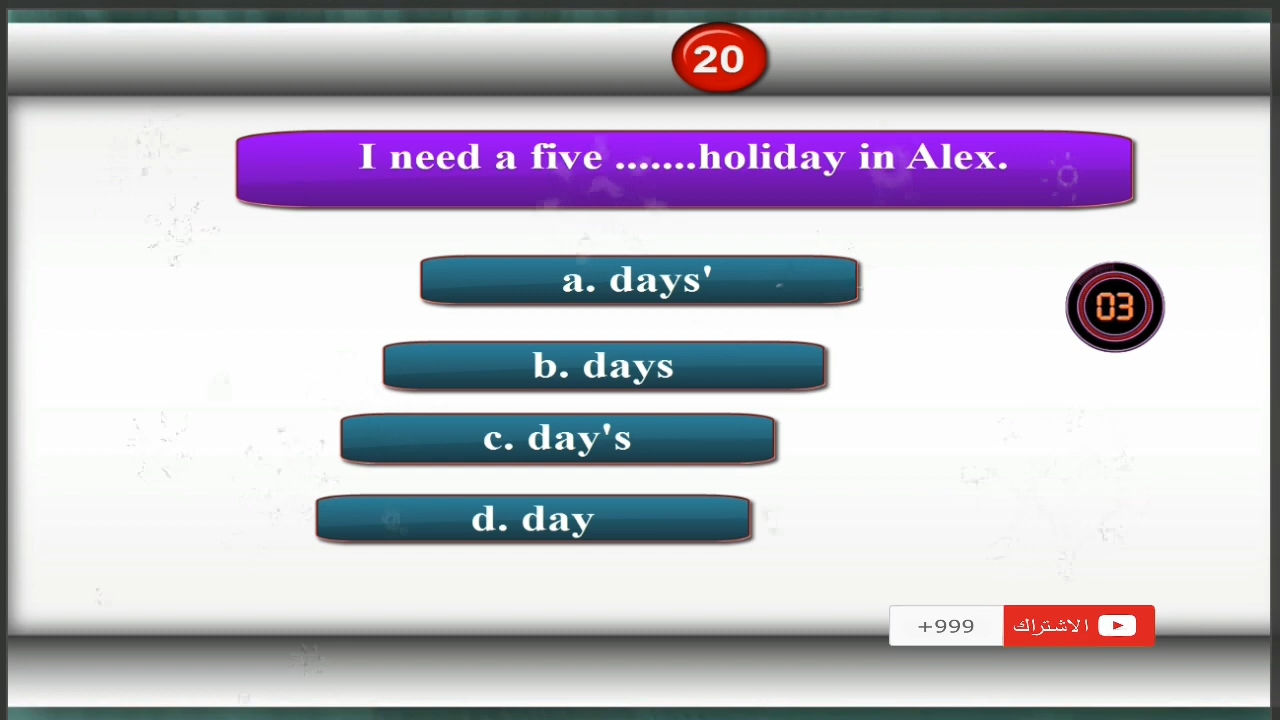 20
I need a five .......holiday in Alex.
a. days'
03
b. days
c. day's
d. day
+999 الاشتراك